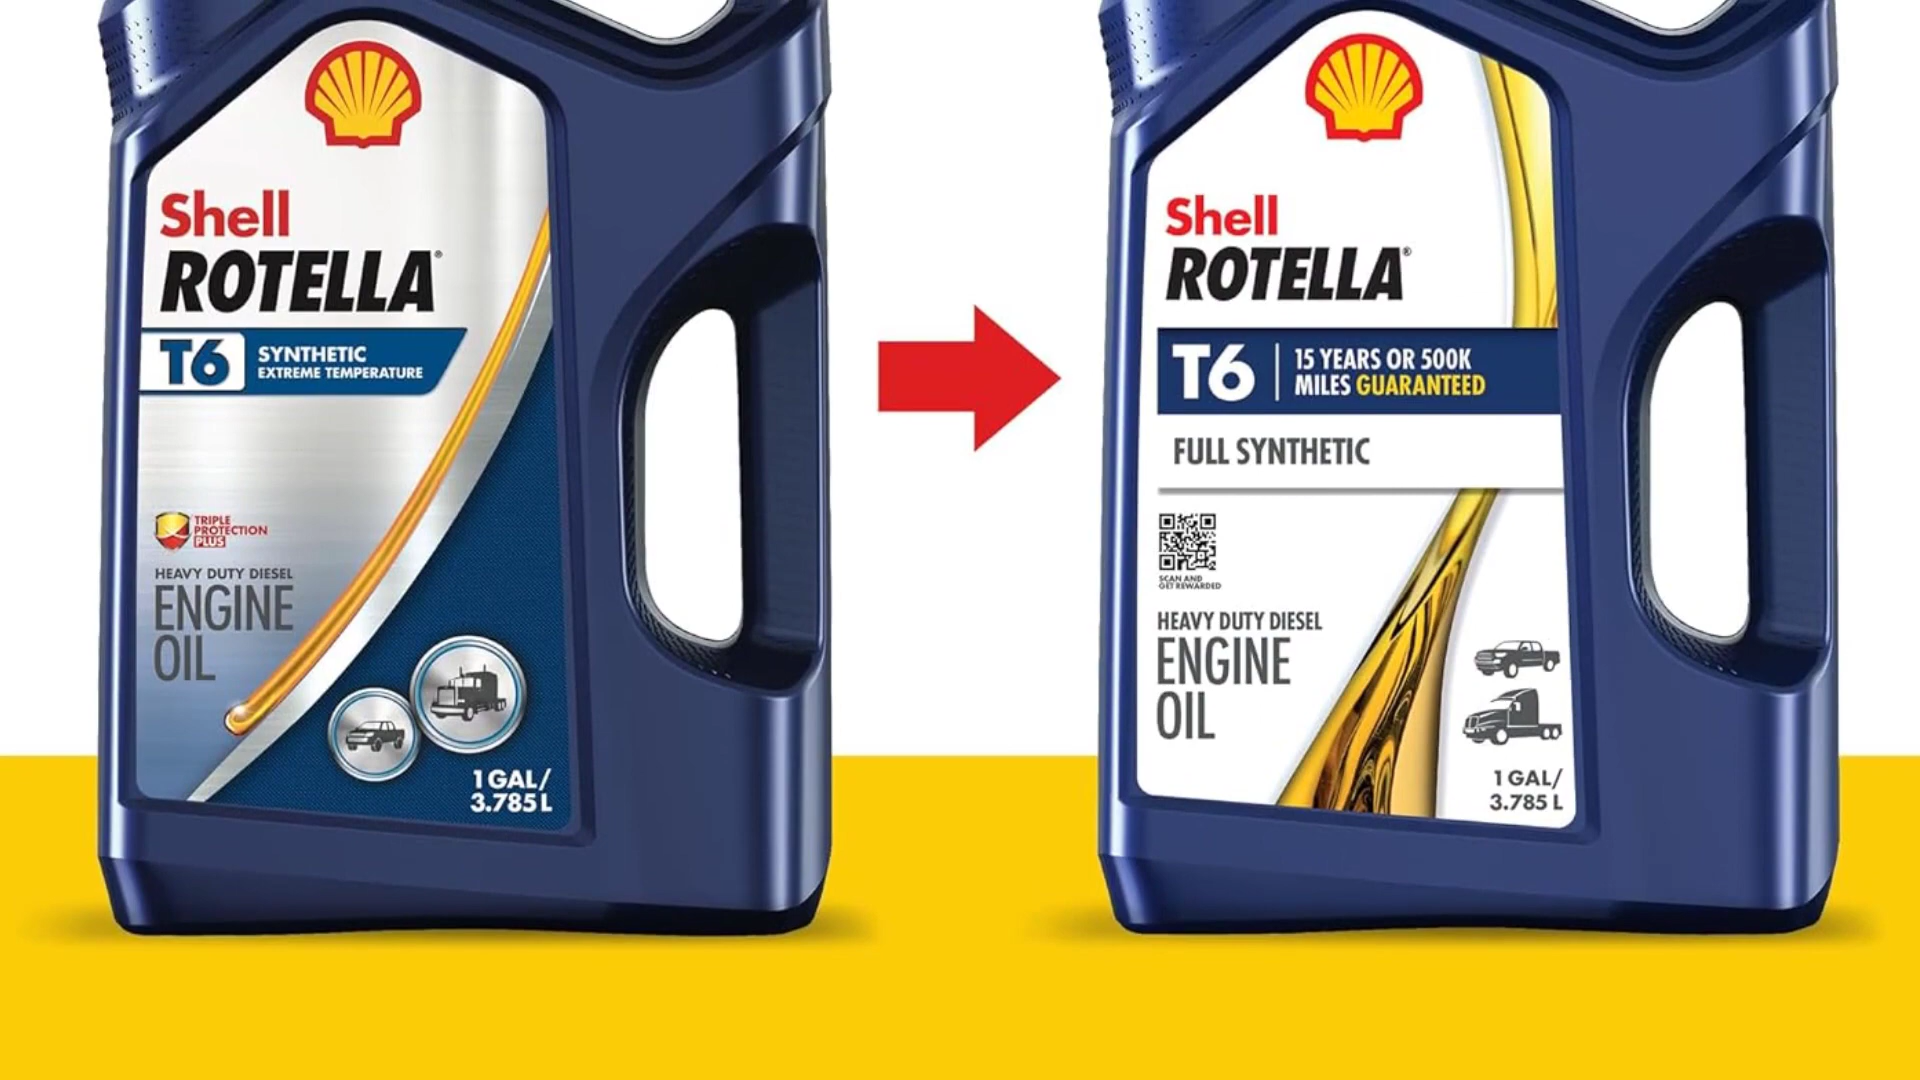 Shell
ROTELLA®
T6 SYNTHETIC
EXTREME TEMPERATURE
TRIPLE
PROTECTION
PLUS
HEAVY DUTY DIESEL
ENGINE
OIL
1 GAL/
3.785 L
Shell
ROTELLA®
T6 15 YEARS OR 500K
MILES GUARANTEED
FULL SYNTHETIC
SCAN AND
GET REWARDED
HEAVY DUTY DIESEL
ENGINE
OIL
1 GAL/
3.785 L